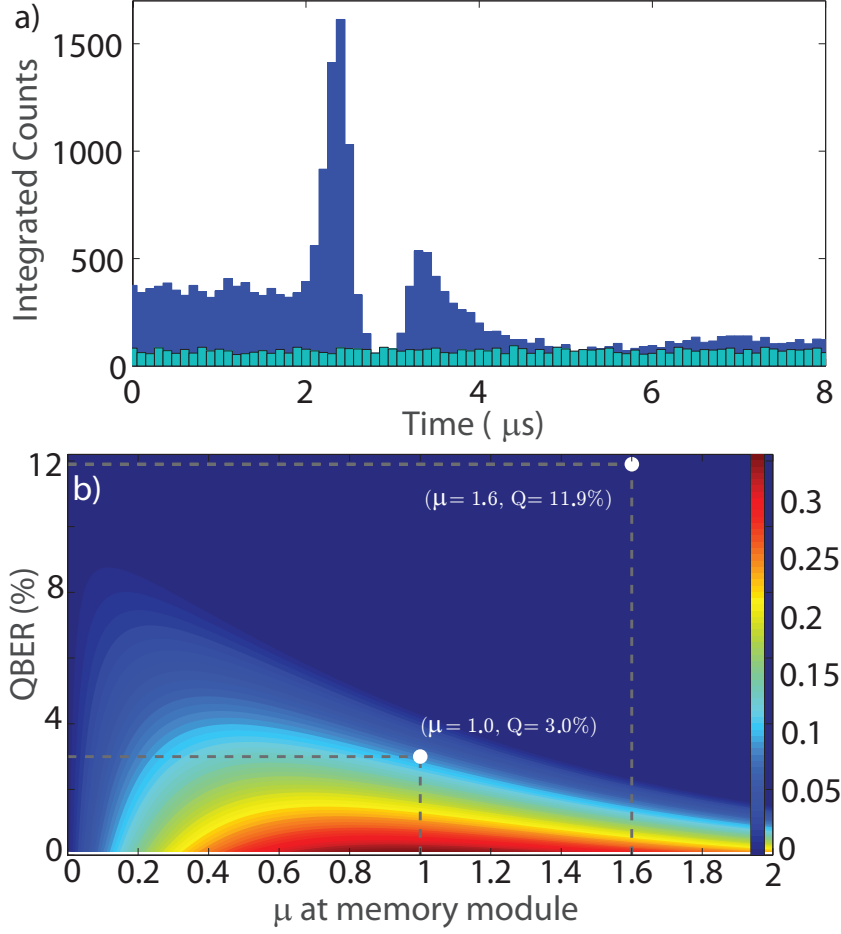 a)
1500
1000
500
0
Integrated Counts
0 2 4 6 8
Time ( μs)
b)
12
8
4
0
QBER (%)
(μ= 1.6, Q= 11.9%)
(μ= 1.0, Q= 3.0%)
0 0.2 0.4 0.6 0.8 1 1.2 1.4 1.6 1.8 2
μ at memory module
0.3
0.25
0.2
0.15
0.1
0.05
0